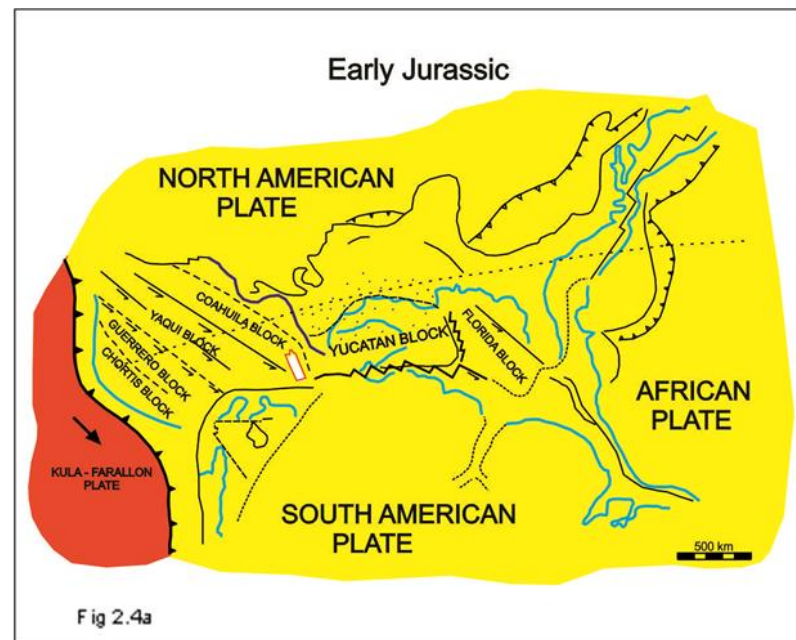 Early Jurassic
NORTH AMERICAN
PLATE
COAHUILA BLOCK
YAQUI BLOCK
GUERRERO BLOCK
CHORTIS BLOCK
YUCATAN BLOCK
FLORIDA BLOCK
AFRICAN
PLATE
KULA - FARALLON
PLATE
SOUTH AMERICAN
PLATE
500 km
Fig 2.4a